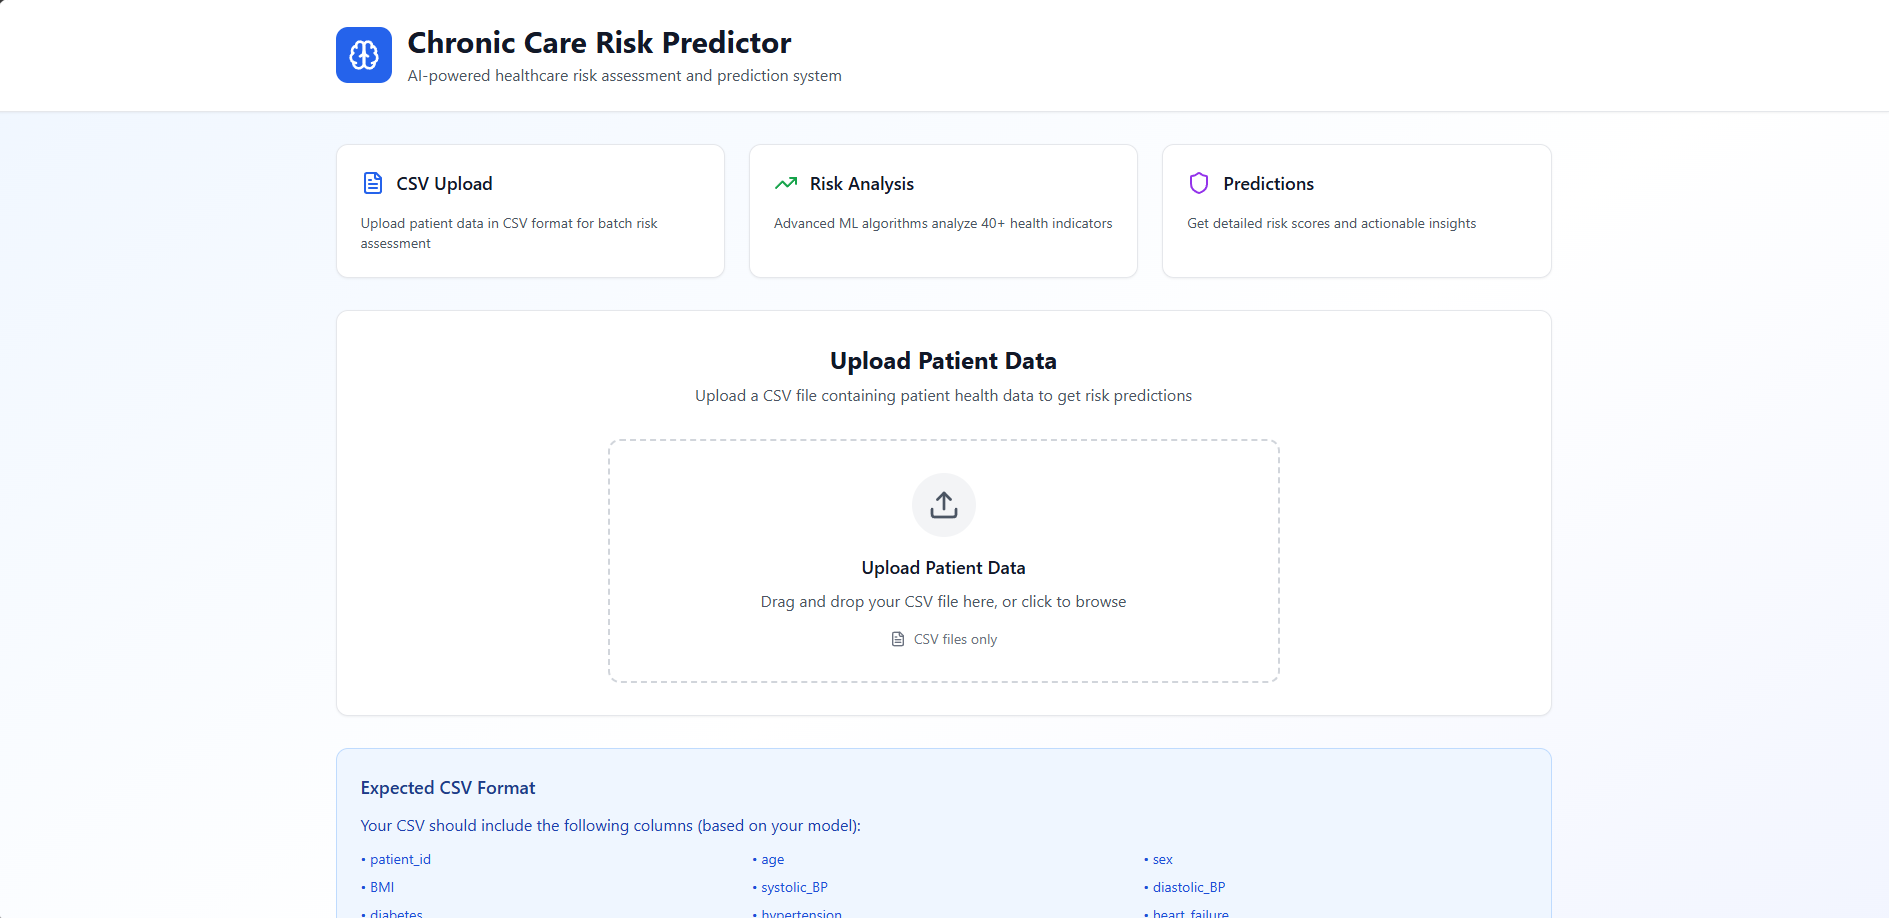 Chronic Care Risk Predictor
AI-powered healthcare risk assessment and prediction system
CSV Upload
Upload patient data in CSV format for batch risk
assessment
Risk Analysis
Advanced ML algorithms analyze 40+ health indicators
Predictions
Get detailed risk scores and actionable insights
Upload Patient Data
Upload a CSV file containing patient health data to get risk predictions
Upload Patient Data
Drag and drop your CSV file here, or click to browse
CSV files only
Expected CSV Format
Your CSV should include the following columns (based on your model):
• patient_id
• age
• sex
• BMI
• systolic_BP
• diastolic_BP
• diabetes
• hypertension
• heart_failure